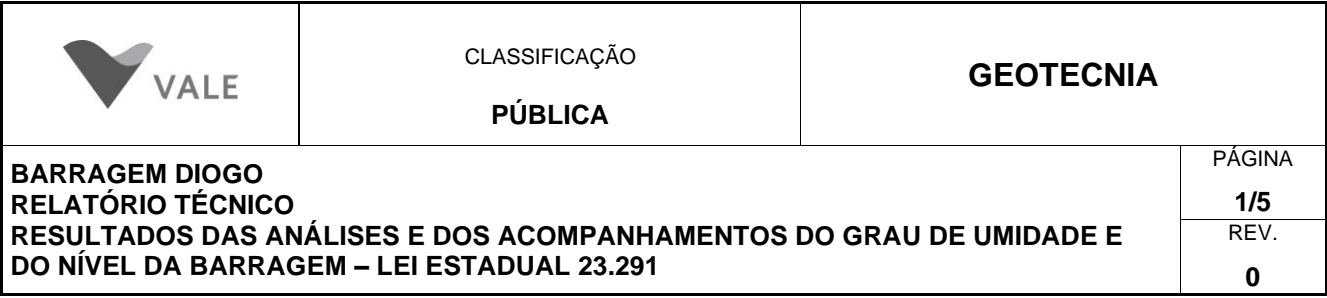 VALE
CLASSIFICAÇÃO
PÚBLICA
GEOTECNIA
BARRAGEM DIOGO
RELATÓRIO TÉCNICO
RESULTADOS DAS ANÁLISES E DOS ACOMPANHAMENTOS DO GRAU DE UMIDADE E
DO NÍVEL DA BARRAGEM – LEI ESTADUAL 23.291
PÁGINA
1/5
REV.
0